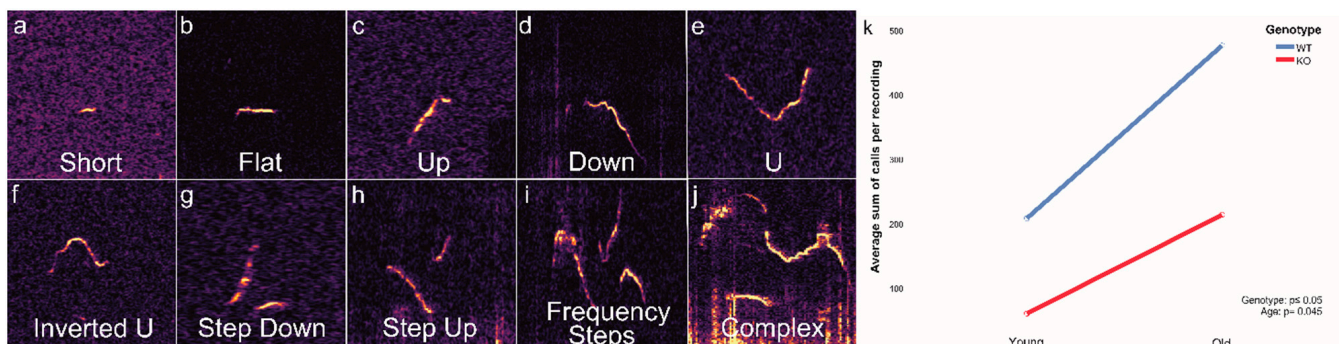 a
Short
b
Flat
c
Up
d
Down
e
U
f
Inverted U
g
Step Down
h
Step Up
i
Frequency
Steps
j
Complex
k
Genotype
WT
KO
Average sum of calls per recording
500
400
300
200
100
Genotype: p≤ 0.05
Age: p= 0.045
Young
Old